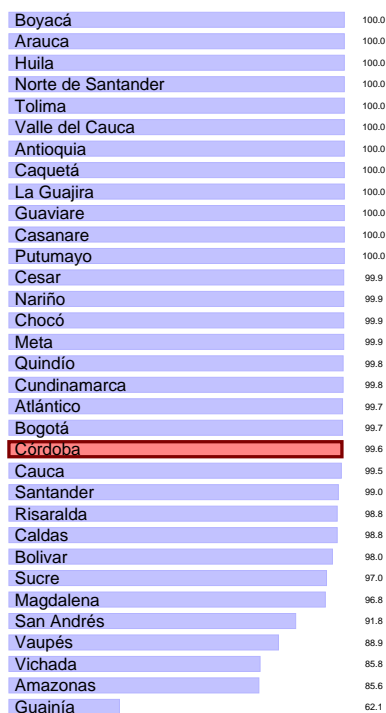 Boyacá 100.0
Arauca 100.0
Huila 100.0
Norte de Santander 100.0
Tolima 100.0
Valle del Cauca 100.0
Antioquia 100.0
Caquetá 100.0
La Guajira 100.0
Guaviare 100.0
Casanare 100.0
Putumayo 100.0
Cesar 99.9
Nariño 99.9
Chocó 99.9
Meta 99.9
Quindío 99.8
Cundinamarca 99.8
Atlántico 99.7
Bogotá 99.7
Córdoba 99.6
Cauca 99.5
Santander 99.0
Risaralda 98.8
Caldas 98.8
Bolivar 98.0
Sucre 97.0
Magdalena 96.8
San Andrés 91.8
Vaupés 88.9
Vichada 85.8
Amazonas 85.6
Guainía 62.1